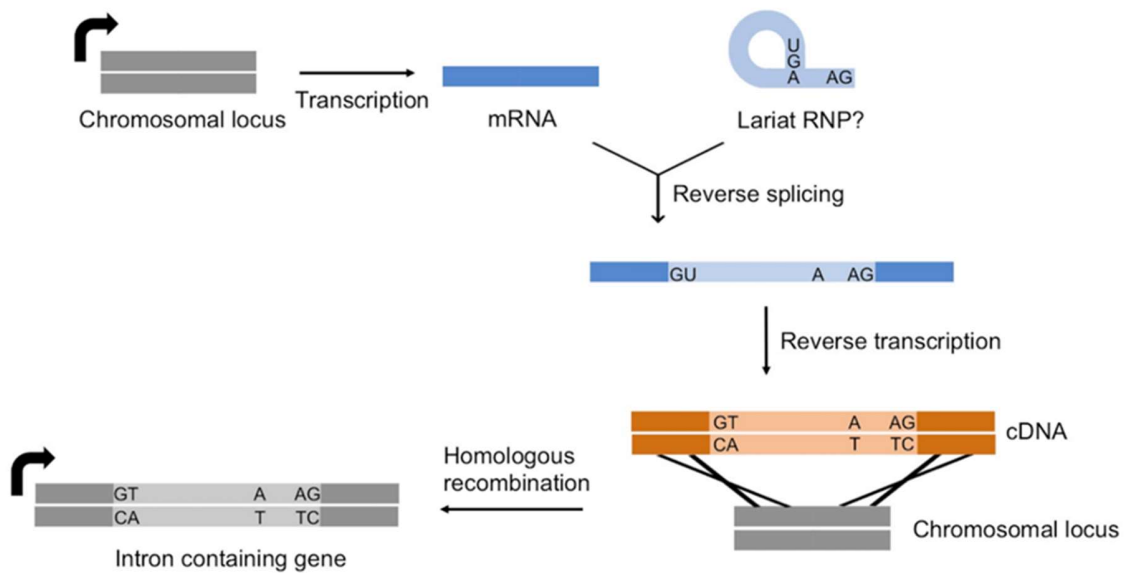 Chromosomal locus
Transcription
mRNA
U
G
A AG
Lariat RNP?
Reverse splicing
GU A AG
Reverse transcription
GT A AG
CA T TC
cDNA
Chromosomal locus
Homologous
recombination
GT A AG
CA T TC
Intron containing gene